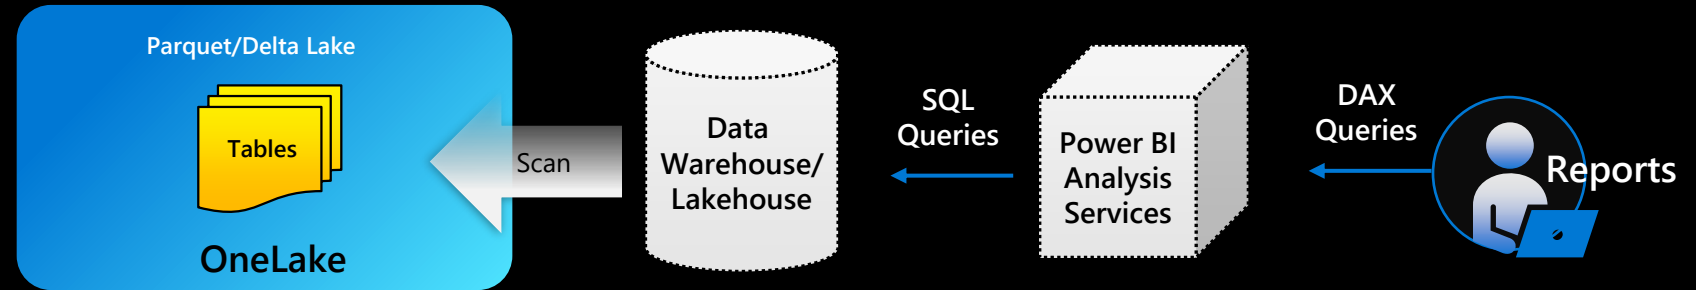 Parquet/Delta Lake
Tables
OneLake
Scan
Data
Warehouse/
Lakehouse
SQL
Queries
Power BI
Analysis
Services
DAX
Queries
Reports